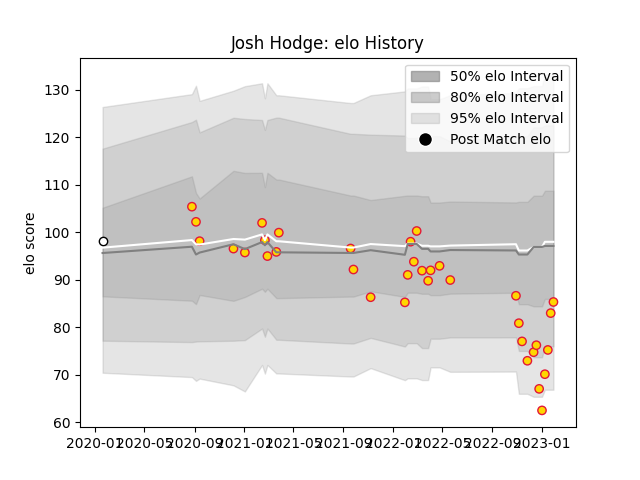 Josh Hodge: elo History
50% elo Interval
80% elo Interval
95% elo Interval
Post Match elo
elo score
130
120
110
100
90
80
70
60
2020-01 2020-05 2020-09 2021-01 2021-05 2021-09 2022-01 2022-05 2022-09 2023-01